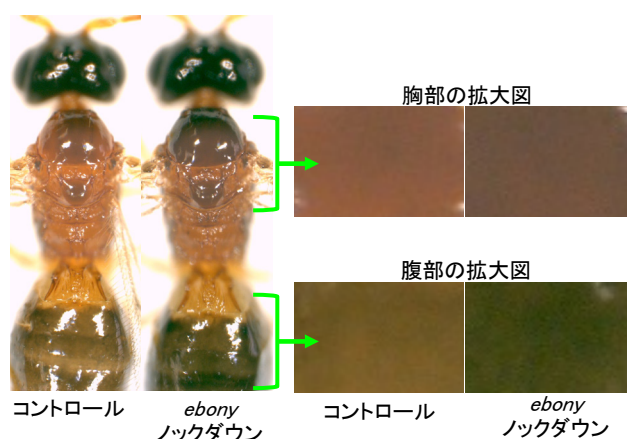 胸部の拡大図
腹部の拡大図
コントロール
ebony
ノックダウン
コントロール
ebony
ノックダウン